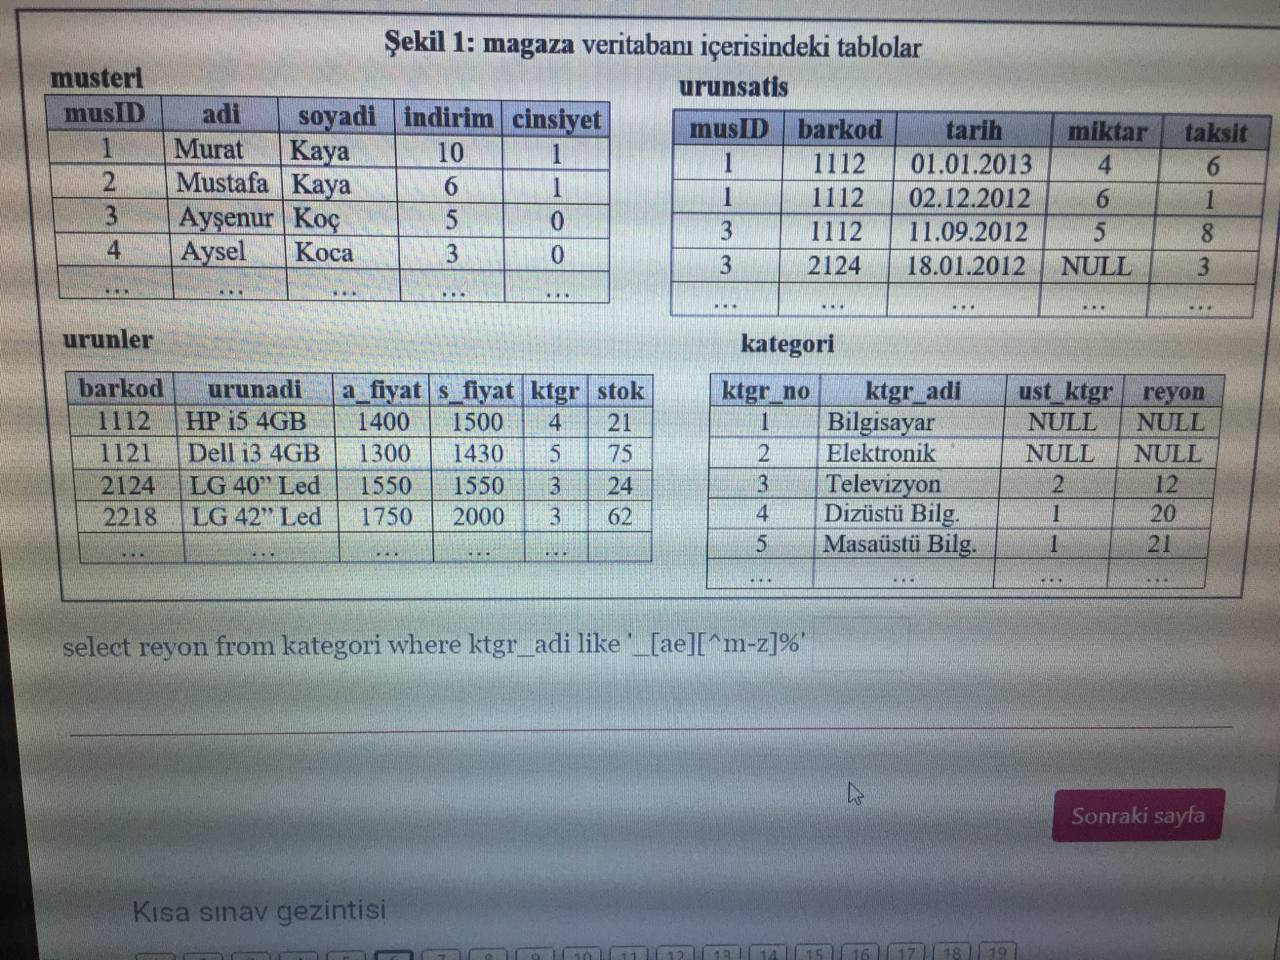 Şekil 1: magaza veritabanı içerisindeki tablolar
musteri
musID adi soyadi indirim cinsiyet
1 Murat Kaya 10 1
2 Mustafa Kaya 6 1
3 Ayşenur Koç 5 0
4 Aysel Koca 3 0
... ... ... ... ...
urunsatis
musID barkod tarih miktar taksit
1 1112 01.01.2013 4 6
1 1112 02.12.2012 6 1
3 1112 11.09.2012 5 8
3 2124 18.01.2012 NULL 3
... ... ... ... ...
urunler
barkod urunadi a_fiyat s_fiyat ktgr stok
1112 HP i5 4GB 1400 1500 4 21
1121 Dell i3 4GB 1300 1430 5 75
2124 LG 40” Led 1550 1550 3 24
2218 LG 42” Led 1750 2000 3 62
... ... ... ... ...
kategori
ktgr_no ktgr_adi ust_ktgr reyon
1 Bilgisayar NULL NULL
2 Elektronik NULL NULL
3 Televizyon 2 12
4 Dizüstü Bilg. 1 20
5 Masaüstü Bilg. 1 21
... ... ... ...
select reyon from kategori where ktgr_adi like '_[ae][^m-z]%'
Sonraki sayfa
Kısa sınav gezintisi
9 10 11 12 13 14 15 16 17 18 19